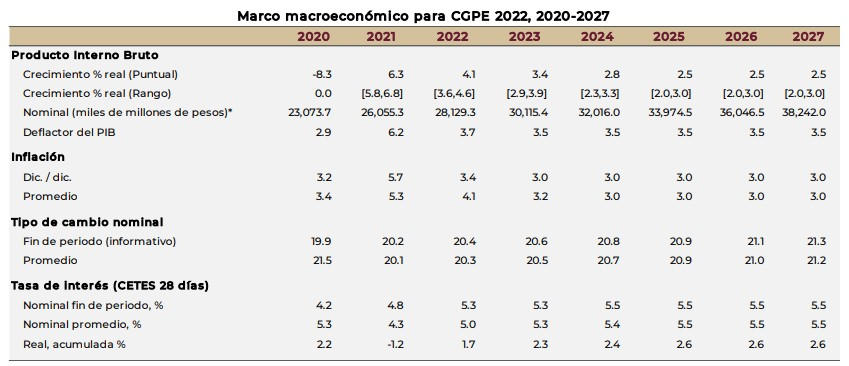 Marco macroeconómico para CGPE 2022, 2020-2027
2020 2021 2022 2023 2024 2025 2026 2027
Producto Interno Bruto
Crecimiento % real (Puntual) -8.3 6.3 4.1 3.4 2.8 2.5 2.5 2.5
Crecimiento % real (Rango) 0.0 [5.8,6.8] [3.6,4.6] [2.9,3.9] [2.3,3.3] [2.0,3.0] [2.0,3.0] [2.0,3.0]
Nominal (miles de millones de pesos)* 23,073.7 26,055.3 28,129.3 30,115.4 32,016.0 33,974.5 36,046.5 38,242.0
Deflactor del PIB 2.9 6.2 3.7 3.5 3.5 3.5 3.5 3.5
Inflación
Dic. / dic. 3.2 5.7 3.4 3.0 3.0 3.0 3.0 3.0
Promedio 3.4 5.3 4.1 3.2 3.0 3.0 3.0 3.0
Tipo de cambio nominal
Fin de periodo (informativo) 19.9 20.2 20.4 20.6 20.8 20.9 21.1 21.3
Promedio 21.5 20.1 20.3 20.5 20.7 20.9 21.0 21.2
Tasa de interés (CETES 28 días)
Nominal fin de periodo, % 4.2 4.8 5.3 5.3 5.5 5.5 5.5 5.5
Nominal promedio, % 5.3 4.3 5.0 5.3 5.4 5.5 5.5 5.5
Real, acumulada % 2.2 -1.2 1.7 2.3 2.4 2.6 2.6 2.6